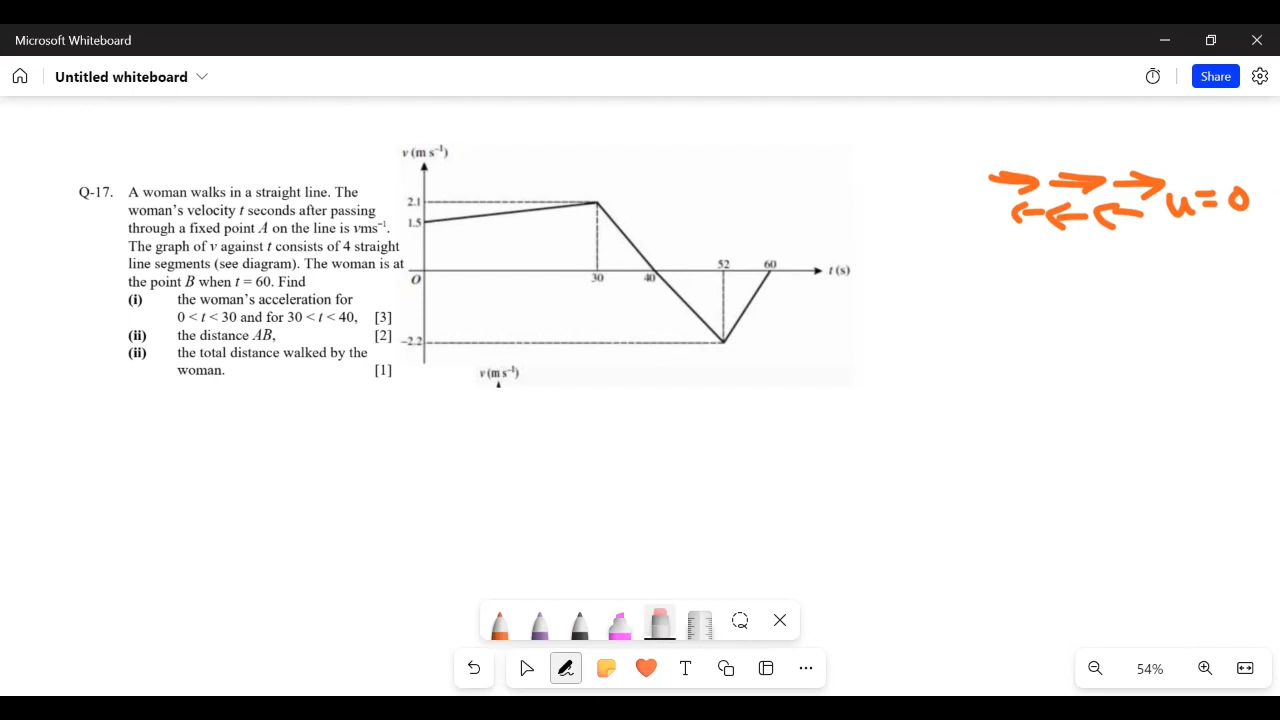 Microsoft Whiteboard
Untitled whiteboard
Share
Q-17. A woman walks in a straight line. The
woman's velocity t seconds after passing
through a fixed point A on the line is vms⁻¹.
The graph of v against t consists of 4 straight
line segments (see diagram). The woman is at
the point B when t = 60. Find
(i) the woman's acceleration for
0 < t < 30 and for 30 < t < 40, [3]
(ii) the distance AB, [2]
(ii) the total distance walked by the
woman. [1]
v (m s⁻¹)
2.1
1.5
O
30
40
52
60
t (s)
-2.2
v (m s⁻¹)
u = 0
54%